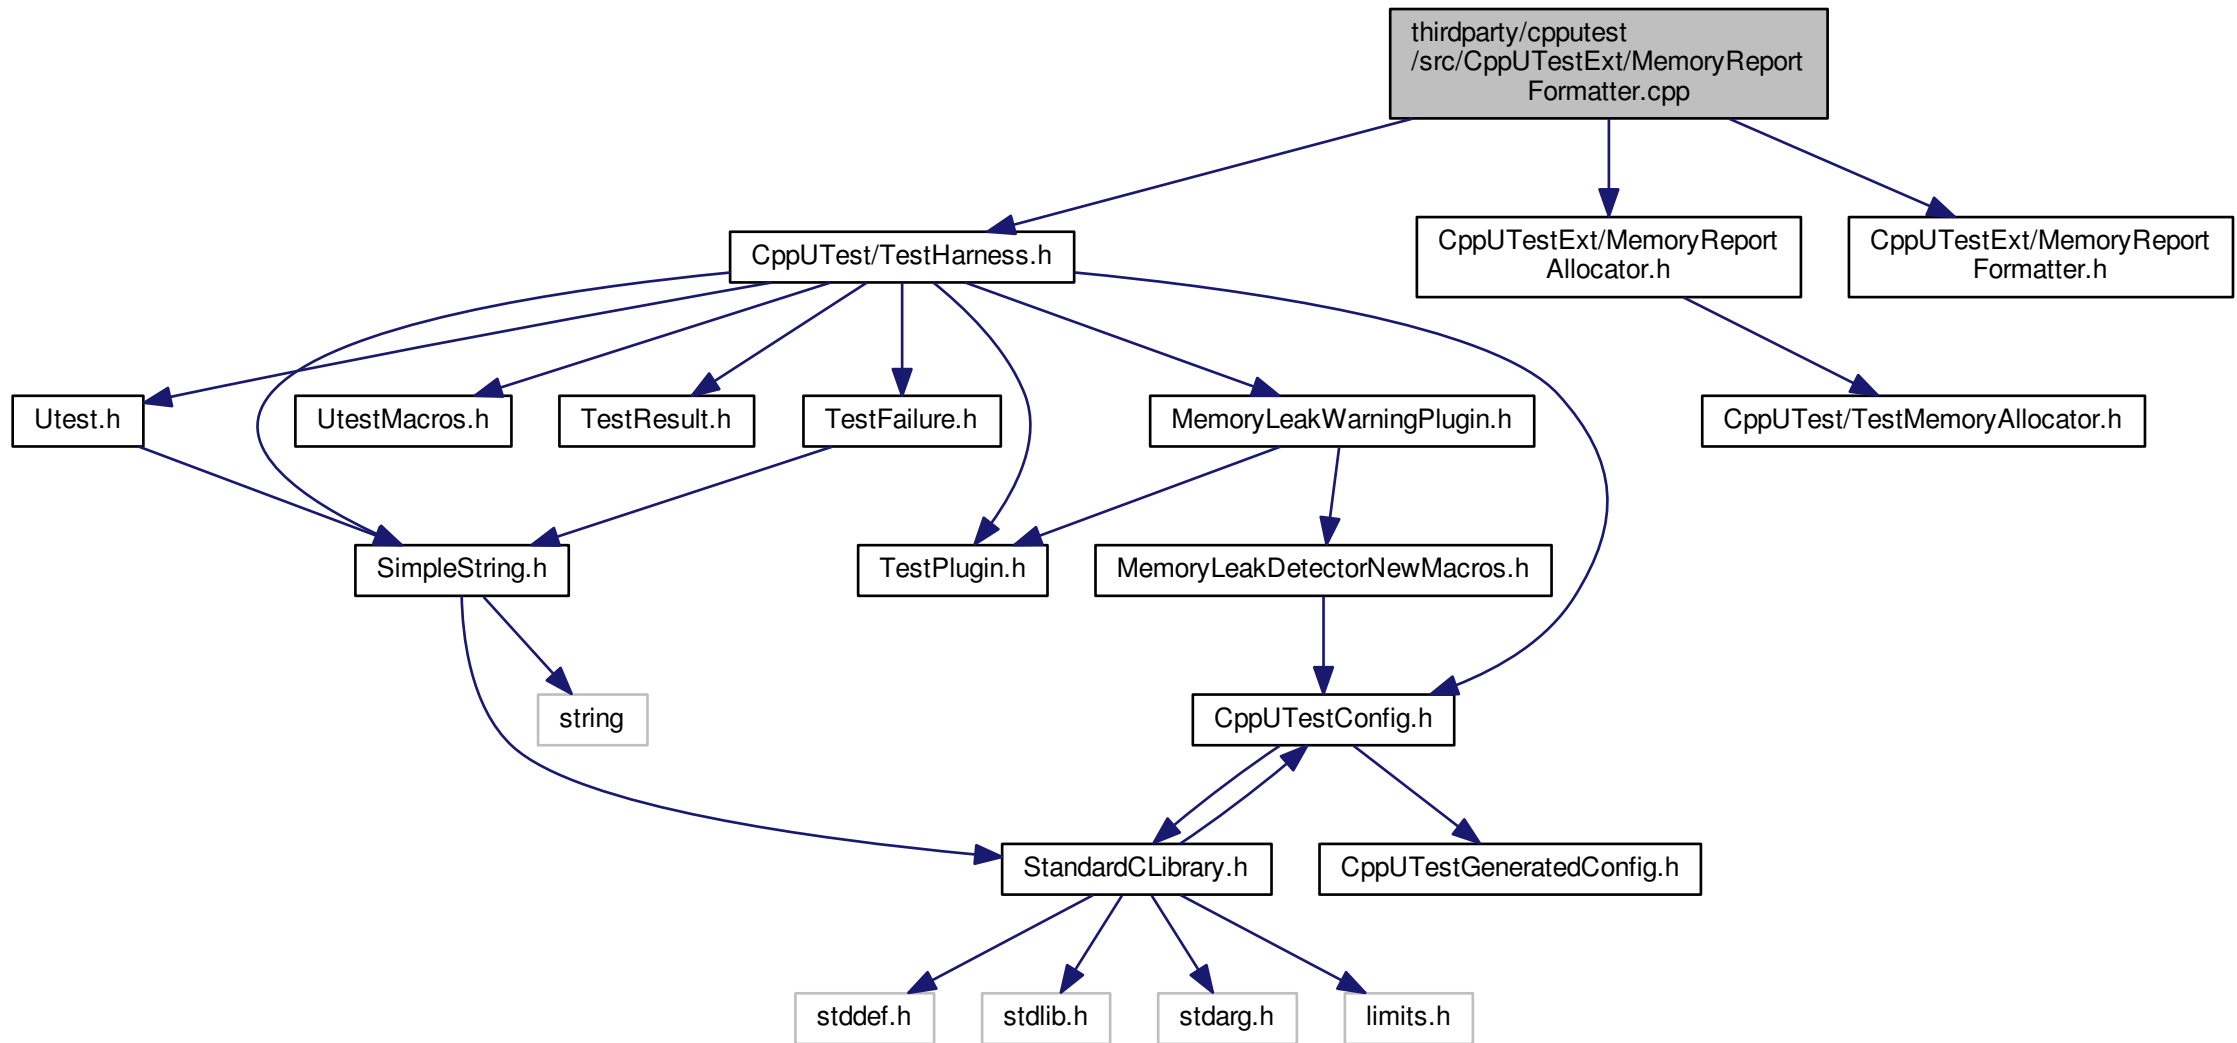 thirdparty/cpputest
/src/CppUTestExt/MemoryReport
Formatter.cpp
CppUTest/TestHarness.h
CppUTestExt/MemoryReport
Allocator.h
CppUTestExt/MemoryReport
Formatter.h
Utest.h
UtestMacros.h
TestResult.h
TestFailure.h
MemoryLeakWarningPlugin.h
CppUTest/TestMemoryAllocator.h
SimpleString.h
TestPlugin.h
MemoryLeakDetectorNewMacros.h
string
CppUTestConfig.h
StandardCLibrary.h
CppUTestGeneratedConfig.h
stddef.h
stdlib.h
stdarg.h
limits.h